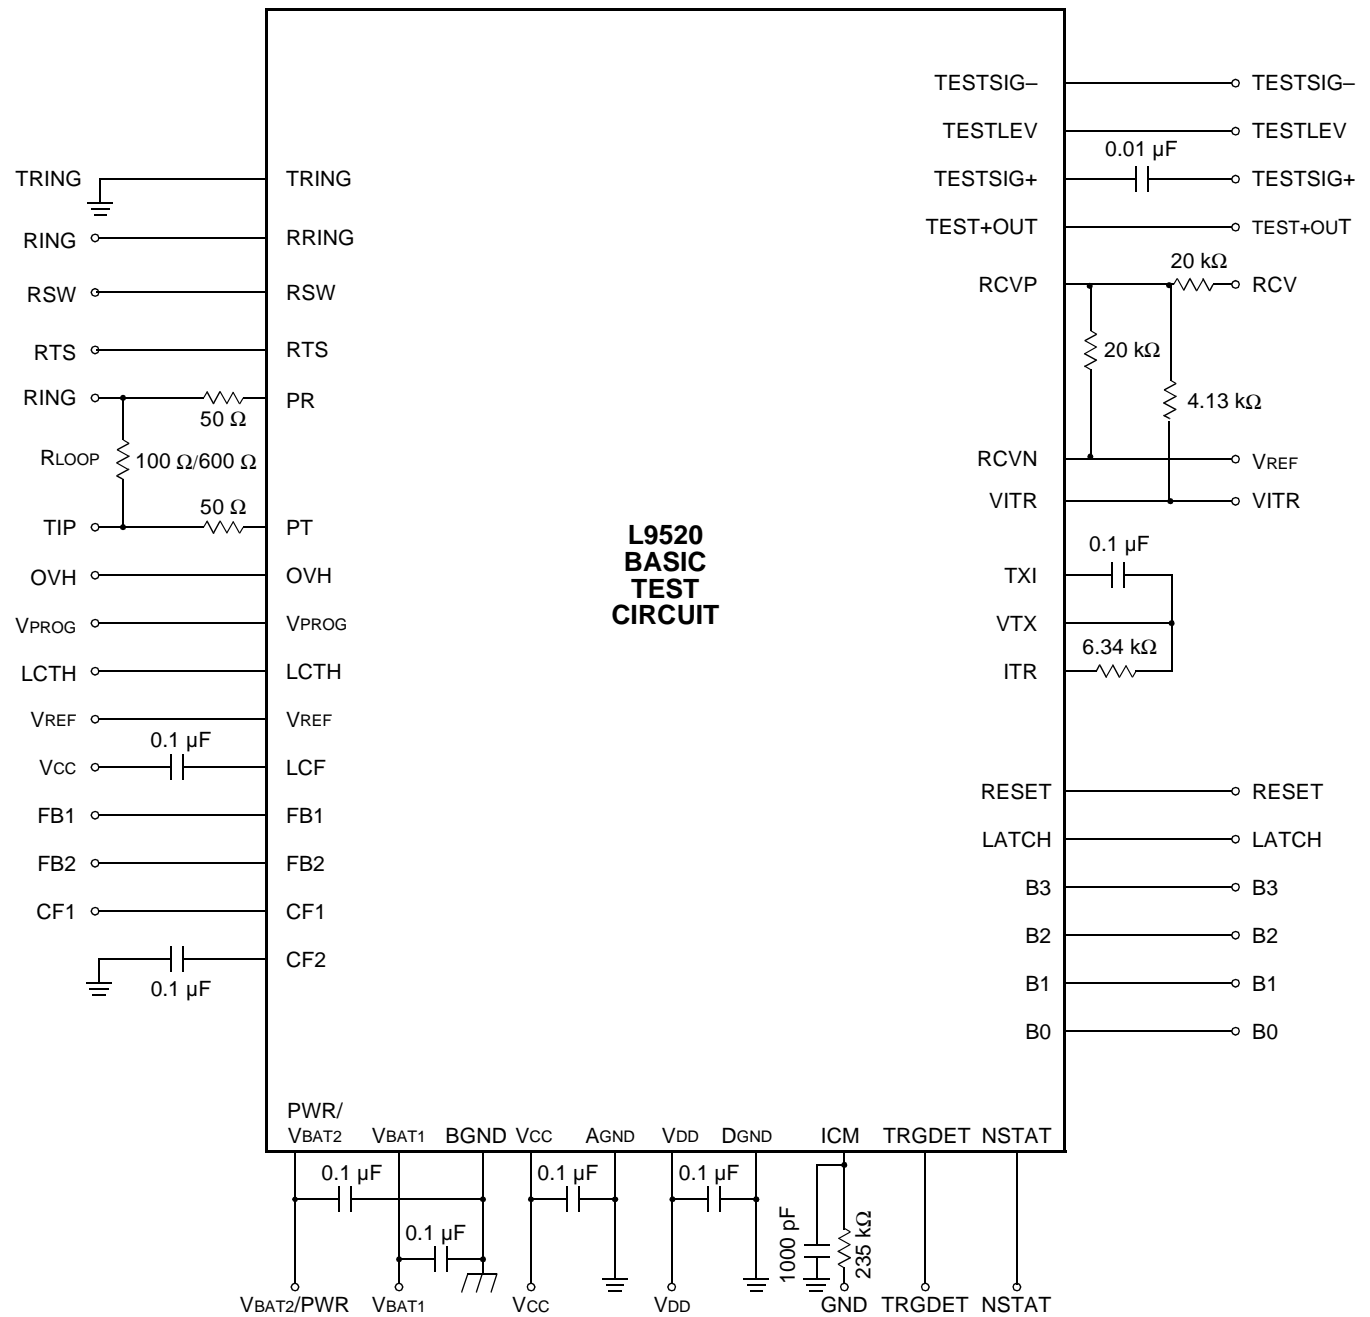 TESTSIG– TESTSIG–
TESTLEV TESTLEV
0.01 µF
TRING TRING TESTSIG+ TESTSIG+
RING RRING TEST+OUT TEST+OUT
20 kΩ
RSW RSW RCVP RCV
RTS RTS 20 kΩ
RING PR 4.13 kΩ
50 Ω
RLOOP 100 Ω/600 Ω RCVN VREF
50 Ω VITR VITR
TIP PT
L9520
BASIC
TEST
CIRCUIT
0.1 µF
OVH OVH TXI
VPROG VPROG VTX
6.34 kΩ
LCTH LCTH ITR
VREF VREF
0.1 µF
VCC LCF
RESET RESET
FB1 FB1
LATCH LATCH
FB2 FB2
B3 B3
CF1 CF1
B2 B2
CF2
0.1 µF
B1 B1
B0 B0
PWR/
VBAT2 VBAT1 BGND VCC AGND VDD DGND ICM TRGDET NSTAT
0.1 µF 0.1 µF 0.1 µF
0.1 µF
1000 pF
235 kΩ
VBAT2/PWR VBAT1 VCC VDD GND TRGDET NSTAT